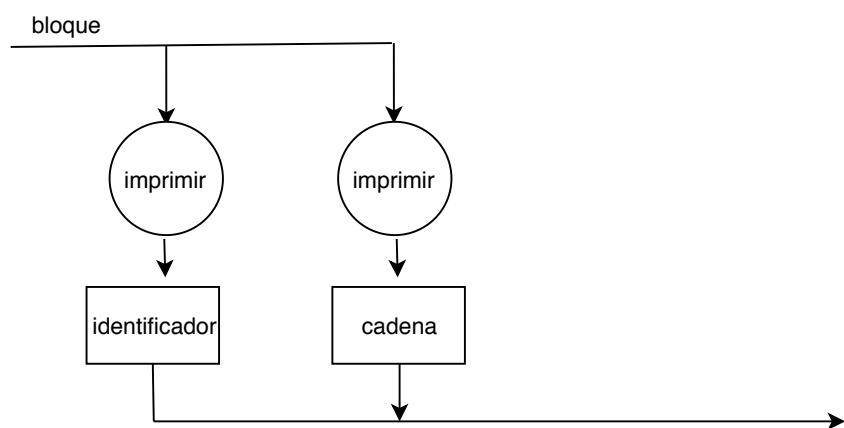 bloque
imprimir
imprimir
identificador
cadena